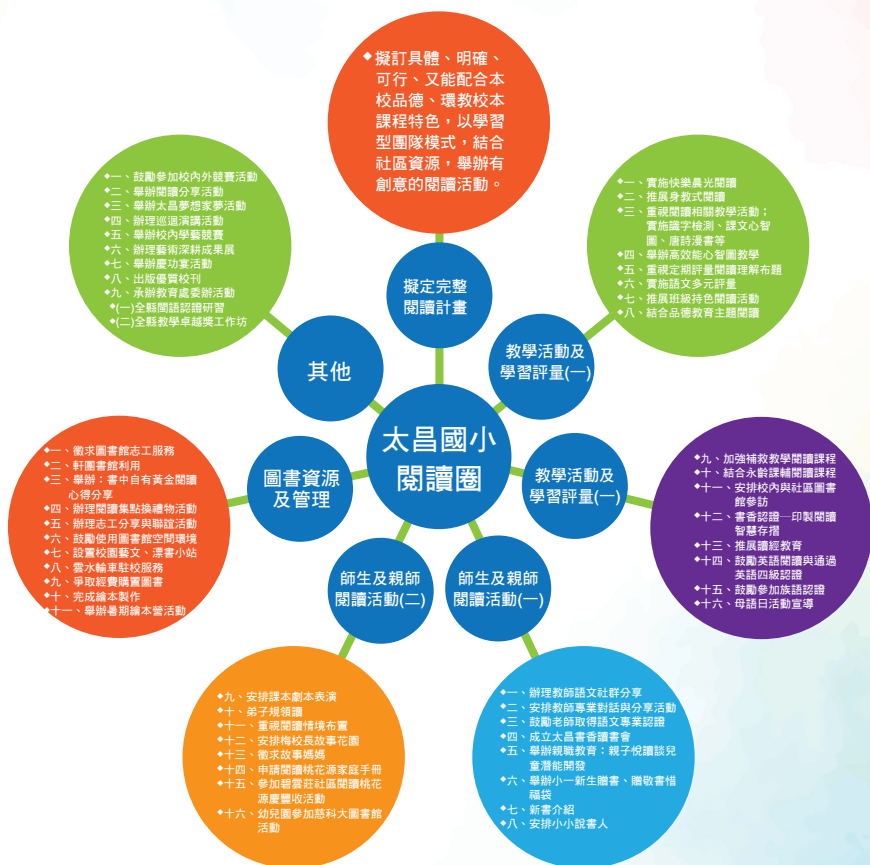 太昌國小
閱讀圈
擬定完整
閱讀計畫
◆擬訂具體、明確、
可行、又能配合本
校品德、環教校本
課程特色，以學習
型團隊模式，結合
社區資源，舉辦有
創意的閱讀活動。
教學活動及
學習評量(一)
◆一、實施快樂晨光閱讀
◆二、推展身教式閱讀
◆三、重視閱讀相關教學活動；
實施識字檢測、課文心智
圖、唐詩漫書等
◆四、舉辦高效能心智圖教學
◆五、重視定期評量閱讀理解布題
◆六、實施語文多元評量
◆七、推展班級特色閱讀活動
◆八、結合品德教育主題閱讀
教學活動及
學習評量(一)
◆九、加強補救教學閱讀課程
◆十、結合永齡課輔閱讀課程
◆十一、安排校內與社區圖書
館參訪
◆十二、書香認證─印製閱讀
智慧存摺
◆十三、推展讀經教育
◆十四、鼓勵英語閱讀與通過
英語四級認證
◆十五、鼓勵參加族語認證
◆十六、母語日活動宣導
師生及親師
閱讀活動(一)
◆一、辦理教師語文社群分享
◆二、安排教師專業對話與分享活動
◆三、鼓勵老師取得語文專業認證
◆四、成立太昌書香讀書會
◆五、舉辦親職教育：親子悅讀談兒
童潛能開發
◆六、舉辦小一新生贈書、贈敬書惜
福袋
◆七、新書介紹
◆八、安排小小說書人
師生及親師
閱讀活動(二)
◆九、安排課本劇本表演
◆十、弟子規領讀
◆十一、重視閱讀情境布置
◆十二、安排梅校長故事花園
◆十三、徵求故事媽媽
◆十四、申請閱讀桃花源家庭手冊
◆十五、參加碧雲莊社區閱讀桃花
源慶豐收活動
◆十六、幼兒園參加慈科大圖書館
活動
圖書資源
及管理
◆一、徵求圖書館志工服務
◆二、軒圖書館利用
◆三、舉辦：書中自有黃金閱讀
心得分享
◆四、辦理閱讀集點換禮物活動
◆五、辦理志工分享與聯誼活動
◆六、鼓勵使用圖書館空間環境
◆七、設置校園藝文、漂書小站
◆八、雲水輪車駐校服務
◆九、爭取經費購置圖書
◆十、完成繪本製作
◆十一、舉辦暑期繪本營活動
其他
◆一、鼓勵參加校內外競賽活動
◆二、舉辦閱讀分享活動
◆三、舉辦太昌夢想家夢活動
◆四、辦理巡迴演講活動
◆五、舉辦校內學藝競賽
◆六、辦理藝術深耕成果展
◆七、舉辦慶功宴活動
◆八、出版優質校刊
◆九、承辦教育處委辦活動
◆(一)全縣閩語認證研習
◆(二)全縣教學卓越獎工作坊